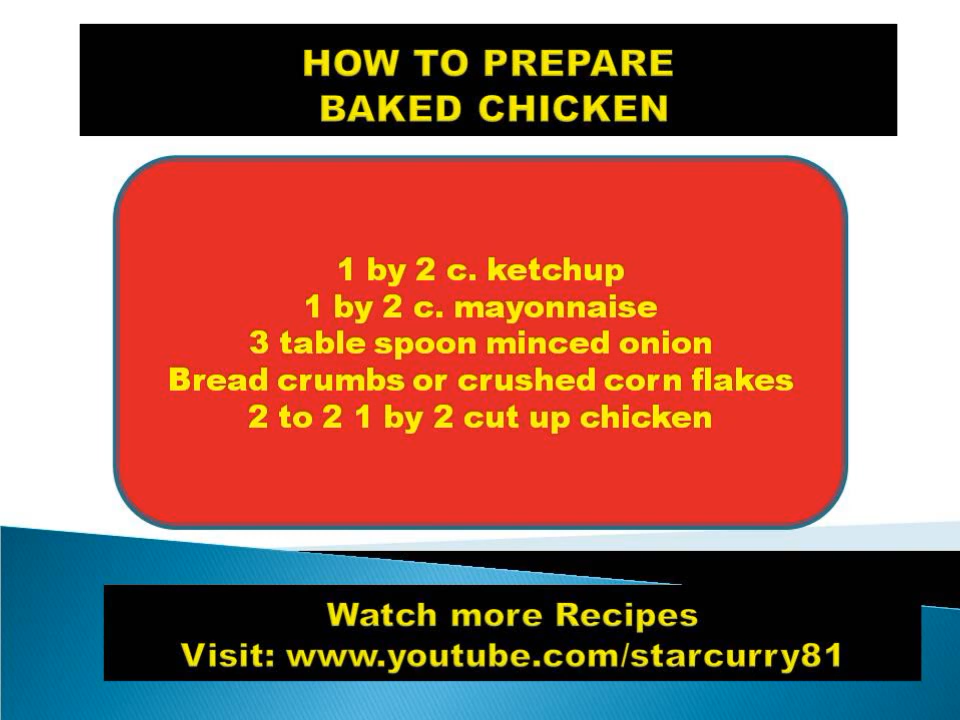 HOW TO PREPARE
BAKED CHICKEN
1 by 2 c. ketchup
1 by 2 c. mayonnaise
3 table spoon minced onion
Bread crumbs or crushed corn flakes
2 to 2 1 by 2 cut up chicken
Watch more Recipes
Visit: www.youtube.com/starcurry81